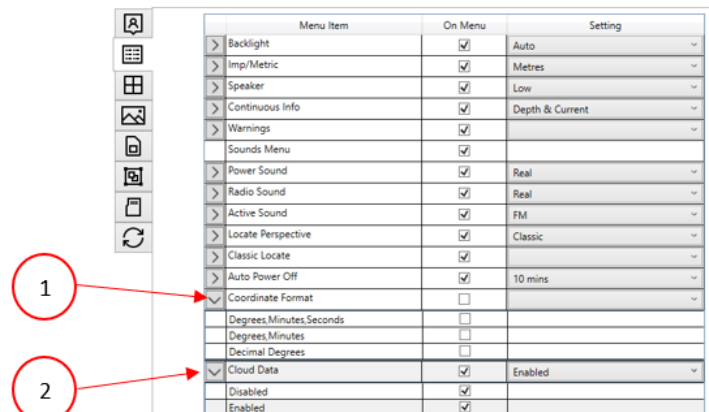 Menu Item On Menu Setting
Backlight Auto
Imp/Metric Metres
Speaker Low
Continuous Info Depth & Current
Warnings
Sounds Menu
Power Sound Real
Radio Sound Real
Active Sound FM
Locate Perspective Classic
Classic Locate
Auto Power Off 10 mins
1 Coordinate Format
Degrees,Minutes,Seconds
Degrees,Minutes
Decimal Degrees
Cloud Data Enabled
2 Disabled
Enabled